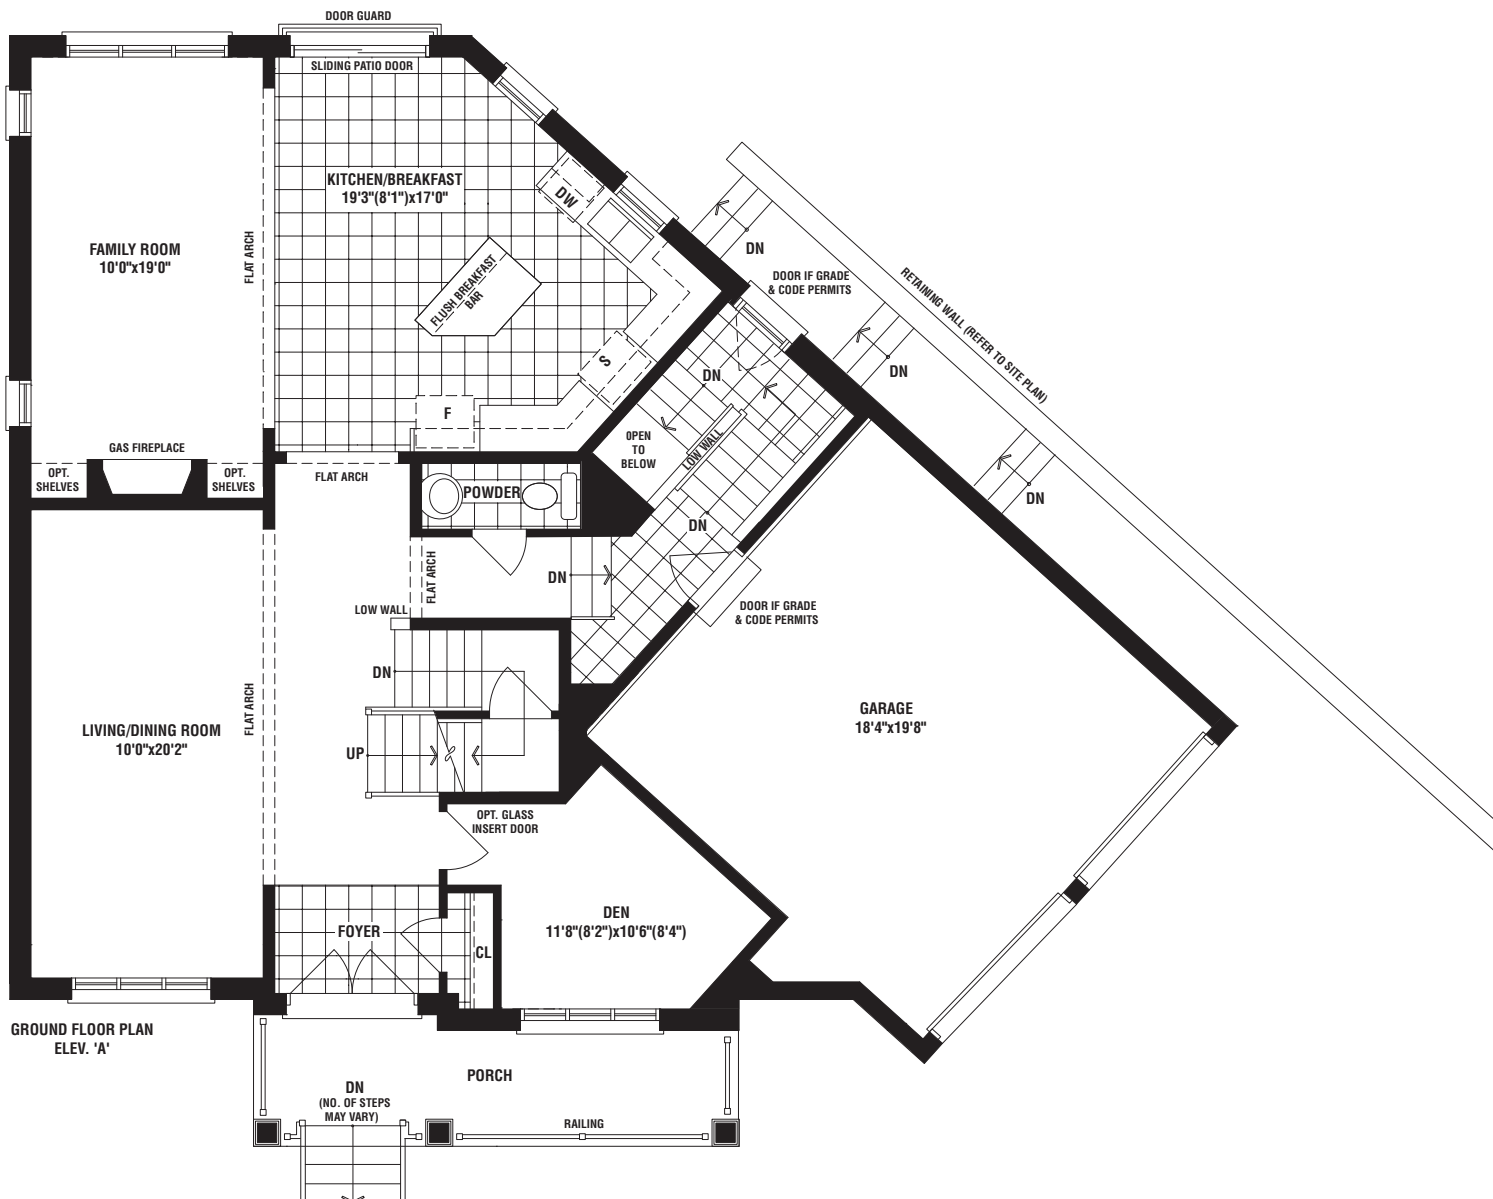 DOOR GUARD
SLIDING PATIO DOOR
KITCHEN/BREAKFAST
19'3"(8'1")x17'0"
DW
FAMILY ROOM
10'0"x19'0"
FLAT ARCH
FLUSH BREAKFAST
BAR
DN
DOOR IF GRADE
& CODE PERMITS
RETAINING WALL (REFER TO SITE PLAN)
S
DN
DN
F
OPEN
TO
BELOW
LOW WALL
GAS FIREPLACE
OPT.
SHELVES
OPT.
SHELVES
FLAT ARCH
POWDER
DN
DN
FLAT ARCH
DN
LOW WALL
DOOR IF GRADE
& CODE PERMITS
DN
FLAT ARCH
LIVING/DINING ROOM
10'0"x20'2"
UP
GARAGE
18'4"x19'8"
OPT. GLASS
INSERT DOOR
FOYER
CL
DEN
11'8"(8'2")x10'6"(8'4")
GROUND FLOOR PLAN
ELEV. 'A'
PORCH
DN
(NO. OF STEPS
MAY VARY)
RAILING